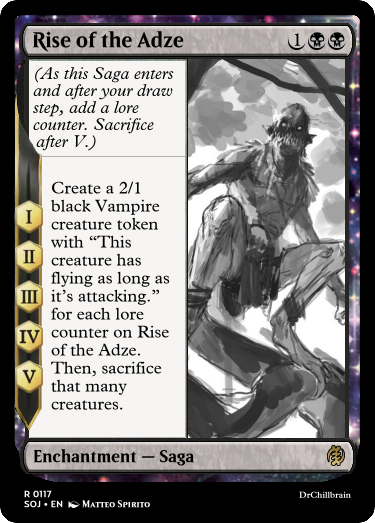 Rise of the Adze 1
(As this Saga enters
and after your draw
step, add a lore
counter. Sacrifice
after V.)
I
II
III
IV
V
Create a 2/1
black Vampire
creature token
with “This
creature has
flying as long as
it’s attacking.”
for each lore
counter on Rise
of the Adze.
Then, sacrifice
that many
creatures.
Enchantment — Saga
R 0117
SOJ • EN Matteo Spirito
DrChillbrain